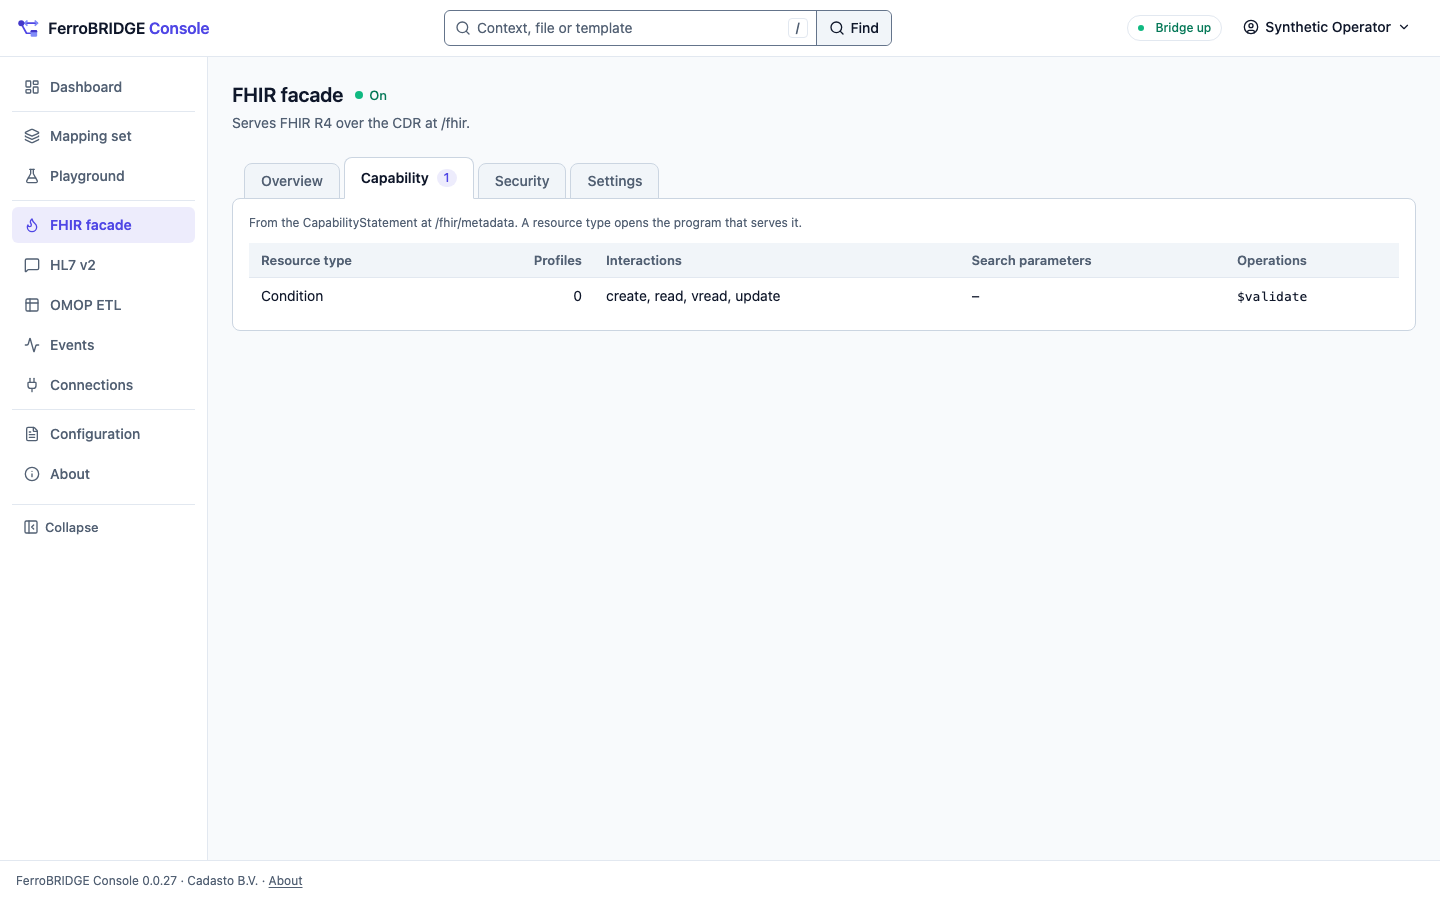 FerroBRIDGE Console
Context, file or template
/
Find
Bridge up
Synthetic Operator
Dashboard
Mapping set
Playground
FHIR facade
HL7 v2
OMOP ETL
Events
Connections
Configuration
About
Collapse
FHIR facade On
Serves FHIR R4 over the CDR at /fhir.
Overview Capability 1 Security Settings
From the CapabilityStatement at /fhir/metadata. A resource type opens the program that serves it.
Resource type Profiles Interactions Search parameters Operations
Condition 0 create, read, vread, update – $validate
FerroBRIDGE Console 0.0.27 · Cadasto B.V. · About